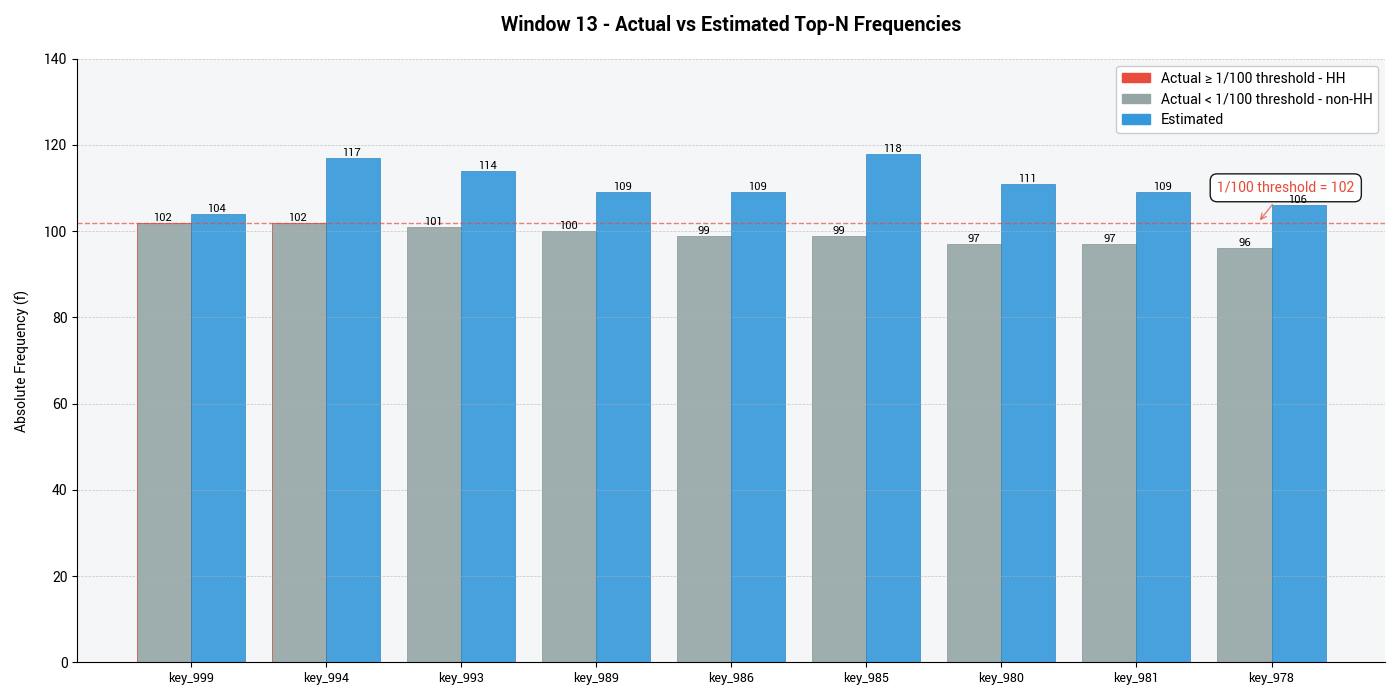 Window 13 - Actual vs Estimated Top-N Frequencies
Absolute Frequency (f)
140
120
100
80
60
40
20
0
Actual ≥ 1/100 threshold - HH
Actual < 1/100 threshold - non-HH
Estimated
1/100 threshold = 102
102 104 102 117 101 114 100 109 99 109 99 118 97 111 97 109 96 106
key_999 key_994 key_993 key_989 key_986 key_985 key_980 key_981 key_978